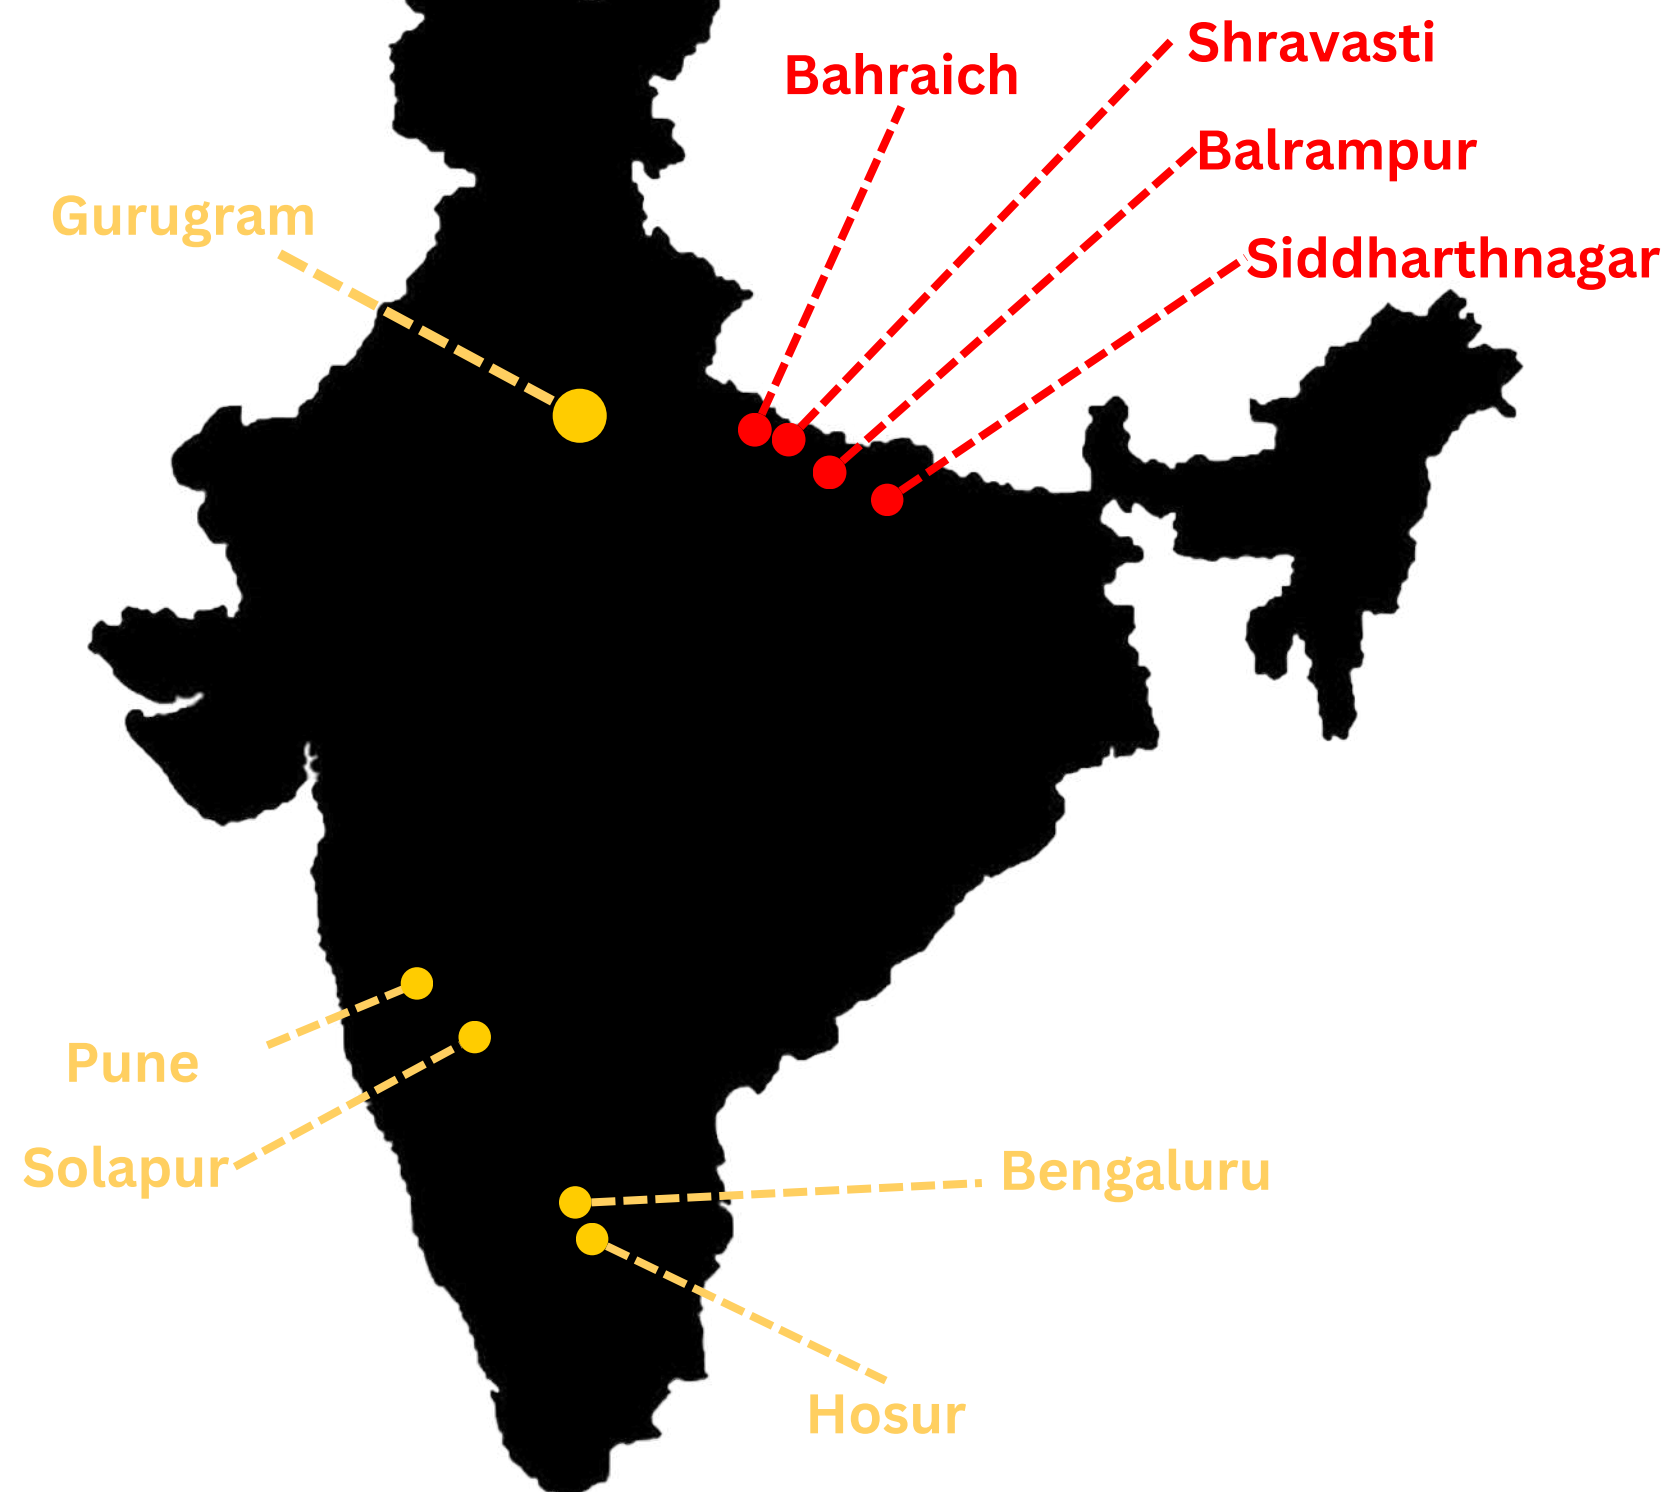 Shravasti
Bahraich
Balrampur
Gurugram
Siddharthnagar
Pune
Solapur
Bengaluru
Hosur